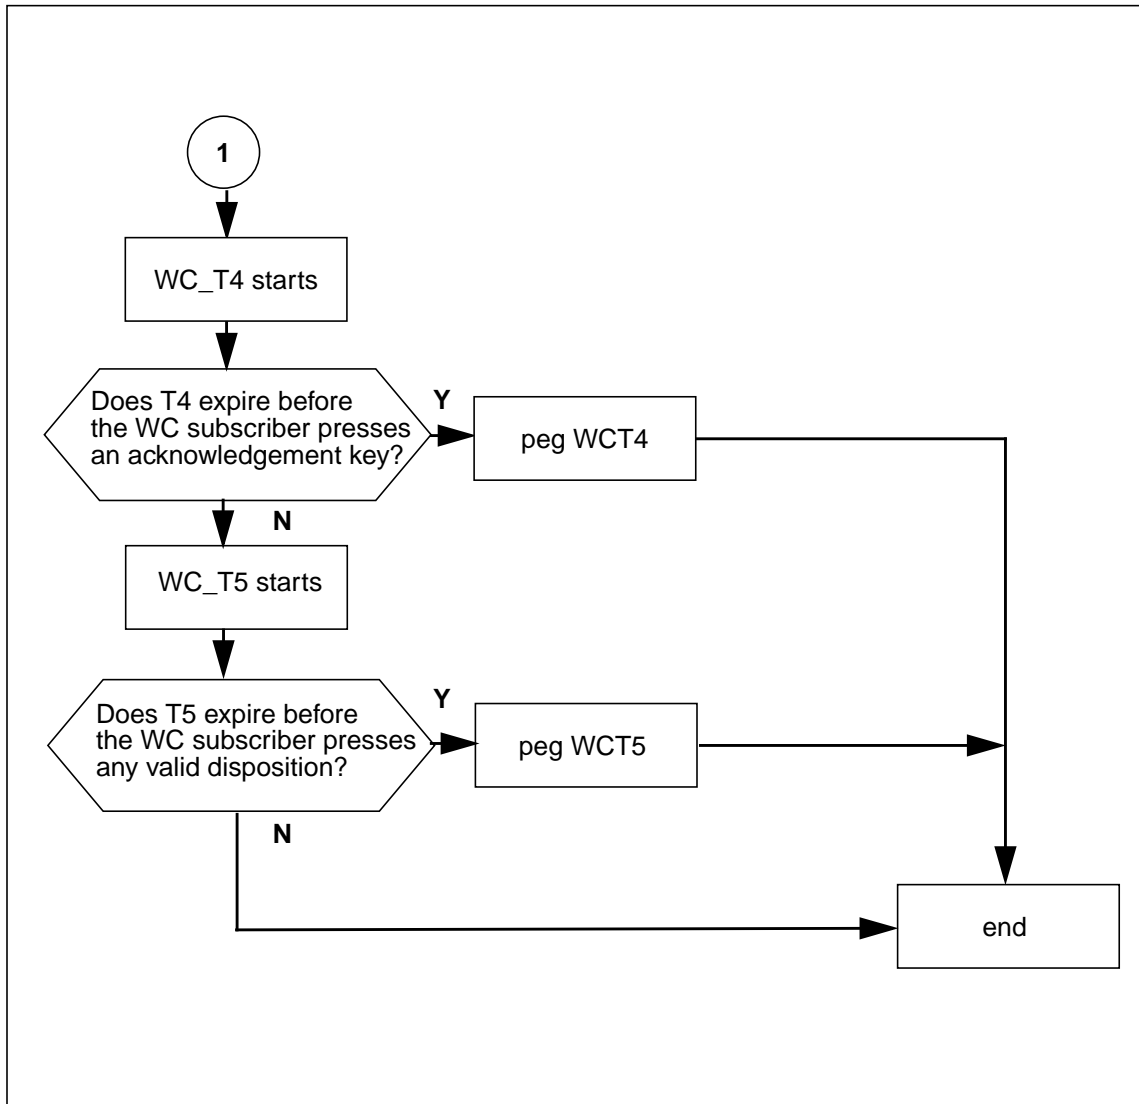 1
WC_T4 starts
Does T4 expire before
the WC subscriber presses
an acknowledgement key?
Y
peg WCT4
N
WC_T5 starts
Does T5 expire before
the WC subscriber presses
any valid disposition?
Y
peg WCT5
N
end